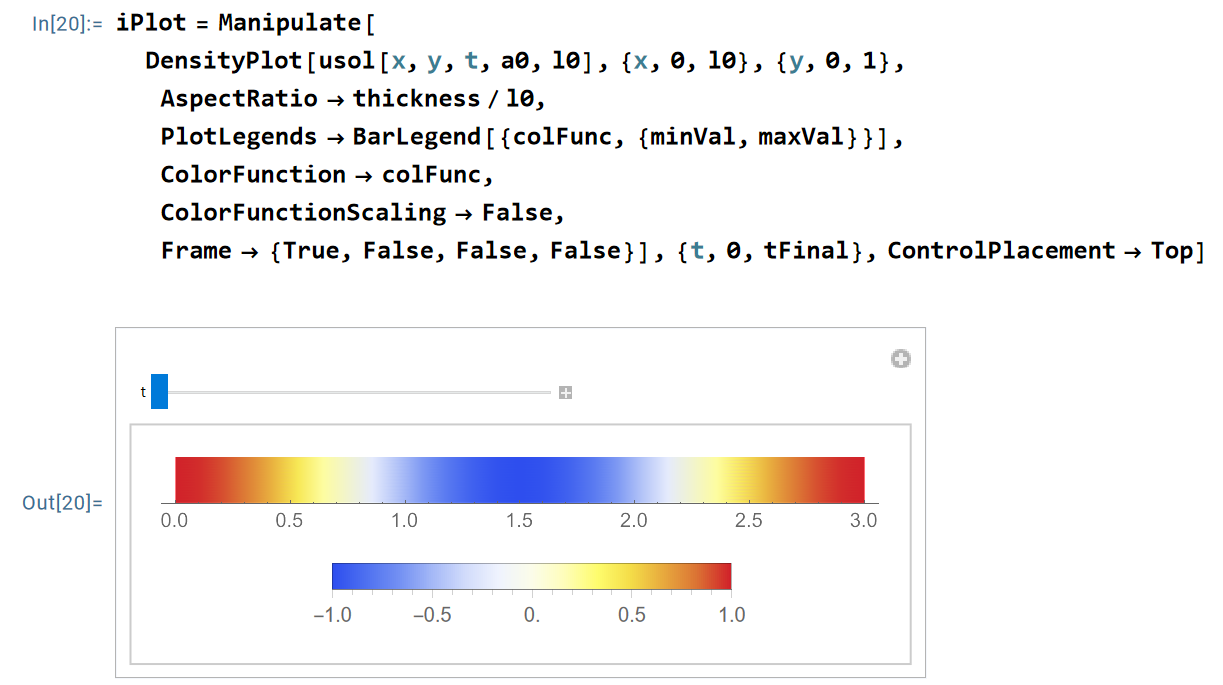 In[20]:= iPlot = Manipulate[
DensityPlot[usol[x, y, t, a0, l0], {x, 0, l0}, {y, 0, 1},
AspectRatio → thickness / l0,
PlotLegends → BarLegend[{colFunc, {minVal, maxVal}}],
ColorFunction → colFunc,
ColorFunctionScaling → False,
Frame → {True, False, False, False}], {t, 0, tFinal}, ControlPlacement → Top]
t
Out[20]=
0.0 0.5 1.0 1.5 2.0 2.5 3.0
−1.0 −0.5 0. 0.5 1.0